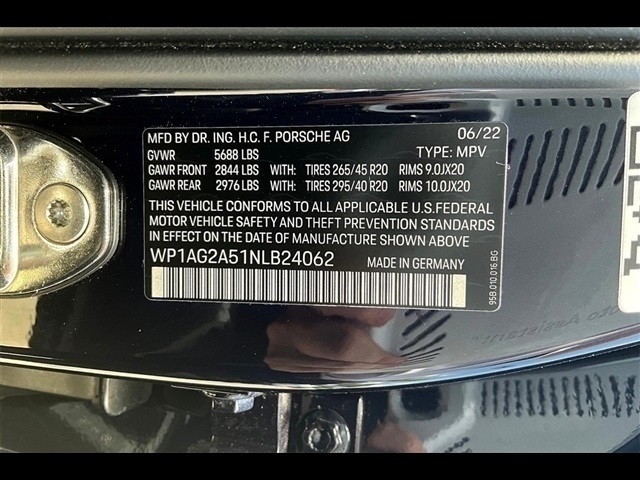 MFD BY DR. ING. H.C. F. PORSCHE AG 06/22
GVWR 5688 LBS TYPE: MPV
GAWR FRONT 2844 LBS WITH: TIRES 265/45 R20 RIMS 9.0JX20
GAWR REAR 2976 LBS WITH: TIRES 295/40 R20 RIMS 10.0JX20
THIS VEHICLE CONFORMS TO ALL APPLICABLE U.S.FEDERAL
MOTOR VEHICLE SAFETY AND THEFT PREVENTION STANDARDS
IN EFFECT ON THE DATE OF MANUFACTURE SHOWN ABOVE.
WP1AG2A51NLB24062 MADE IN GERMANY
95B.010.016.BG